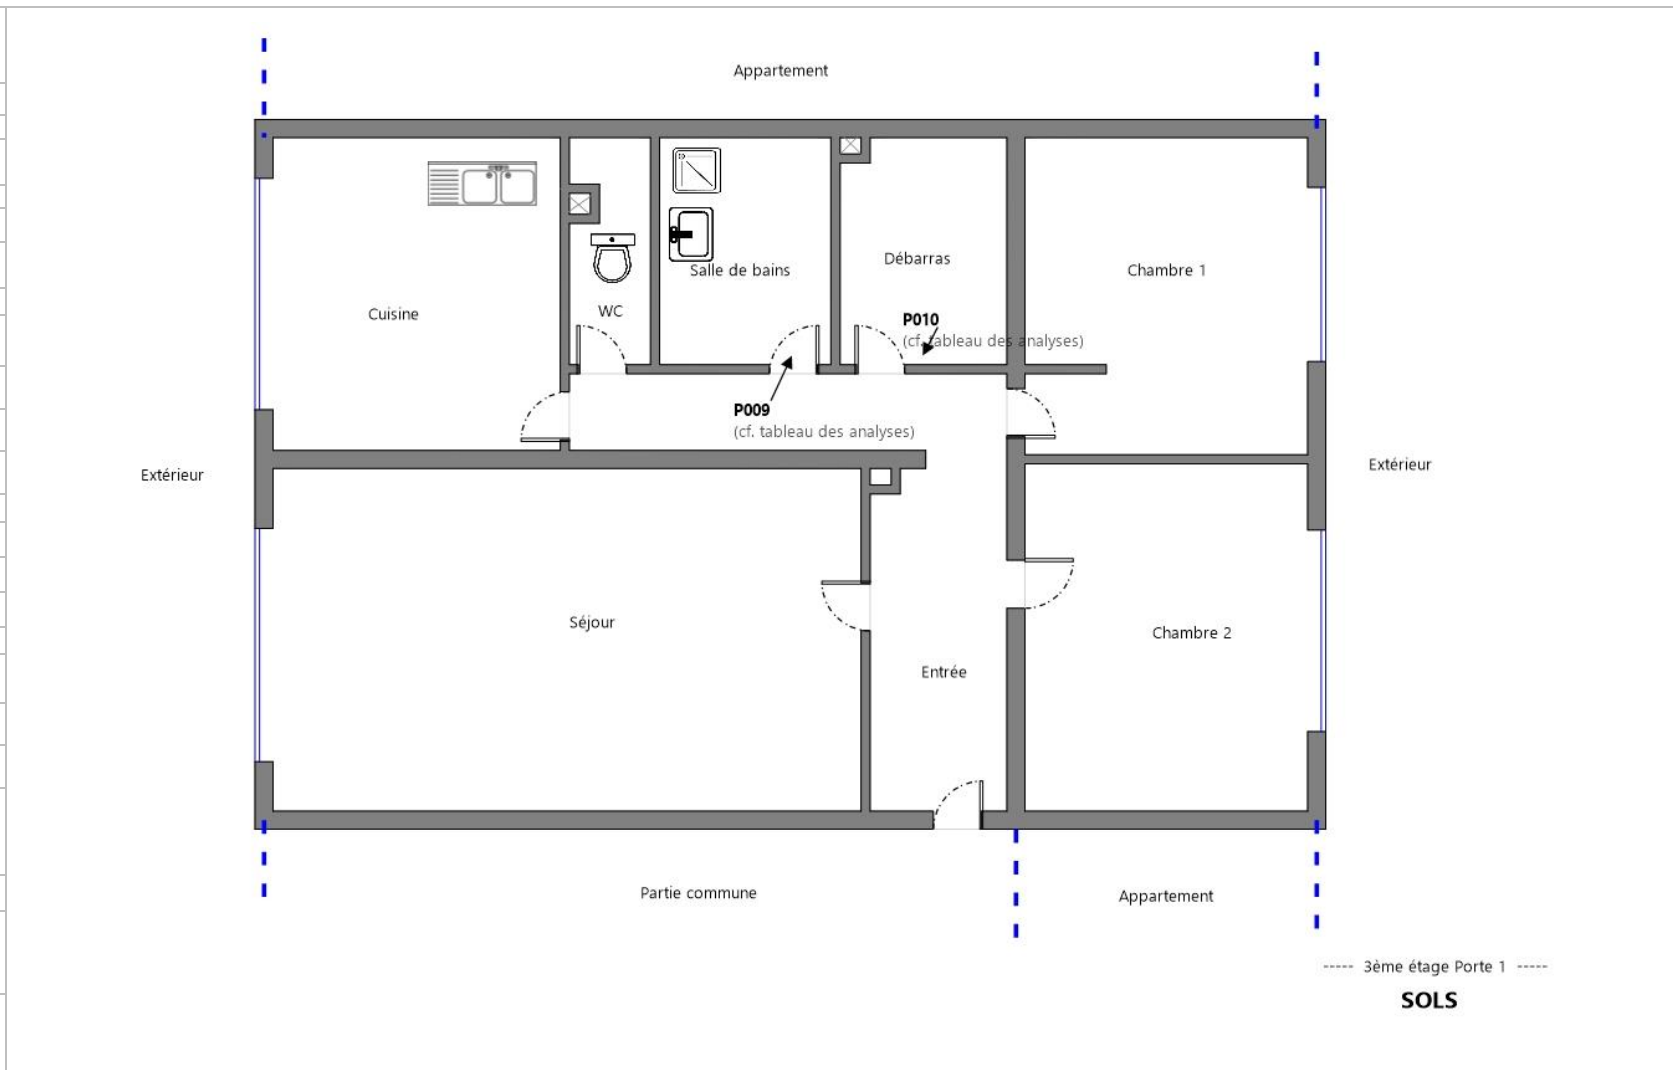 Appartement
Débarras
Salle de bains
Chambre 1
WC
Cuisine
P010
(cf. tableau des analyses)
P009
(cf. tableau des analyses)
Extérieur
Extérieur
Séjour
Chambre 2
Entrée
Partie commune
Appartement
----- 3ème étage Porte 1 -----
SOLS